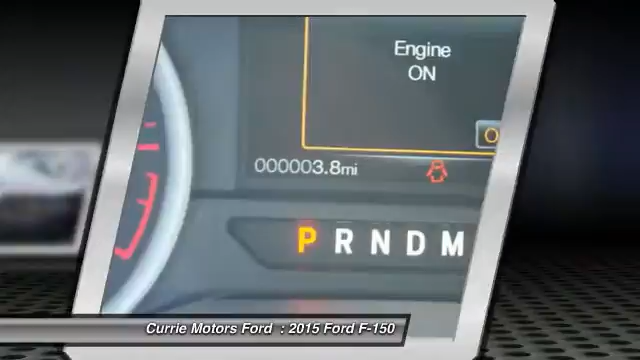 Engine
ON
O
000003.8mi
P R N D M
Currie Motors Ford : 2015 Ford F-150